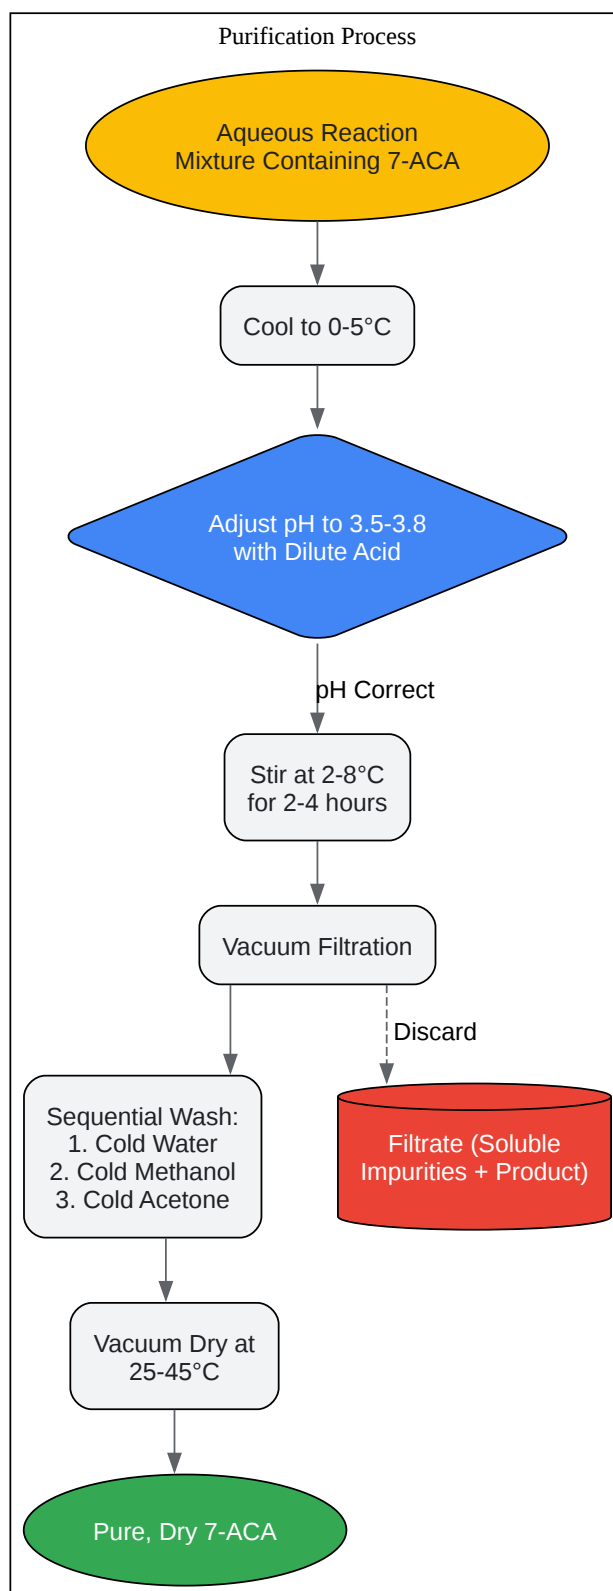 Purification Process
Aqueous Reaction
Mixture Containing 7-ACA
Cool to 0-5°C
Adjust pH to 3.5-3.8
with Dilute Acid
pH Correct
Stir at 2-8°C
for 2-4 hours
Vacuum Filtration
Discard
Sequential Wash:
1. Cold Water
2. Cold Methanol
3. Cold Acetone
Filtrate (Soluble
Impurities + Product)
Vacuum Dry at
25-45°C
Pure, Dry 7-ACA